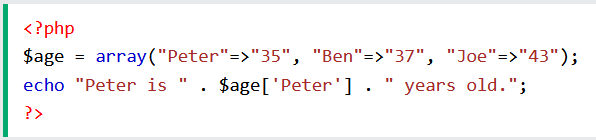 <?php
$age = array("Peter"=>"35", "Ben"=>"37", "Joe"=>"43");
echo "Peter is " . $age['Peter'] . " years old.";
?>